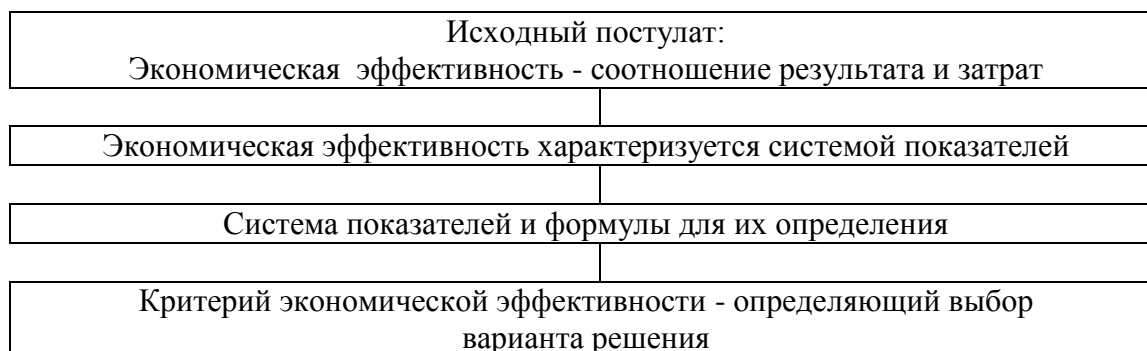 Исходный постулат:
Экономическая эффективность - соотношение результата и затрат
Экономическая эффективность характеризуется системой показателей
Система показателей и формулы для их определения
Критерий экономической эффективности - определяющий выбор
варианта решения